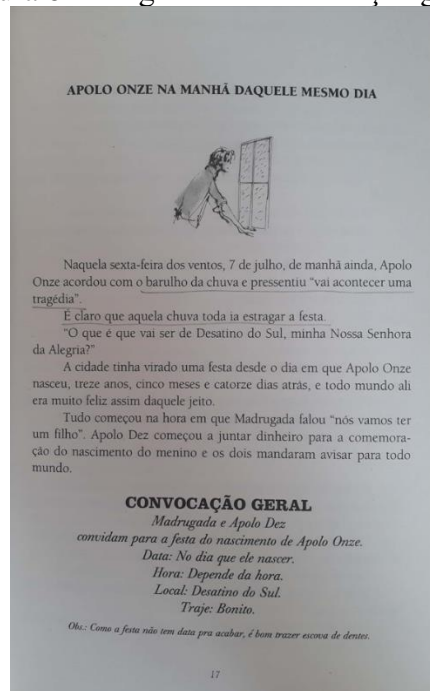 APOLO ONZE NA MANHÃ DAQUELE MESMO DIA
Naquela sexta-feira dos ventos, 7 de julho, de manhã ainda, Apolo
Onze acordou com o barulho da chuva e pressentiu “vai acontecer uma
tragédia”.
É claro que aquela chuva toda ia estragar a festa.
“O que é que vai ser de Desatino do Sul, minha Nossa Senhora
da Alegria?”
A cidade tinha virado uma festa desde o dia em que Apolo Onze
nasceu, treze anos, cinco meses e catorze dias atrás, e todo mundo ali
era muito feliz assim daquele jeito.
Tudo começou na hora em que Madrugada falou “nós vamos ter
um filho”. Apolo Dez começou a juntar dinheiro para a comemora-
ção do nascimento do menino e os dois mandaram avisar para todo
mundo.
CONVOCAÇÃO GERAL
Madrugada e Apolo Dez
convidam para a festa do nascimento de Apolo Onze.
Data: No dia que ele nascer.
Hora: Depende da hora.
Local: Desatino do Sul.
Traje: Bonito.
Obs.: Como a festa não tem data pra acabar, é bom trazer escova de dentes.
17